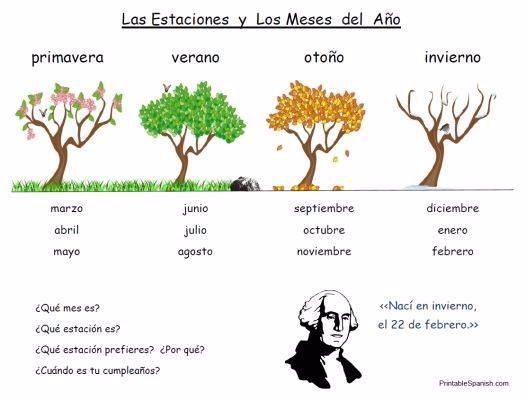 Las Estaciones y Los Meses del Año
primavera verano otoño invierno
marzo junio septiembre diciembre
abril julio octubre enero
mayo agosto noviembre febrero
¿Qué mes es?
¿Qué estación es?
¿Qué estación prefieres? ¿Por qué?
¿Cuándo es tu cumpleaños?
<<Nací en invierno,
el 22 de febrero.>>
PrintableSpanish.com